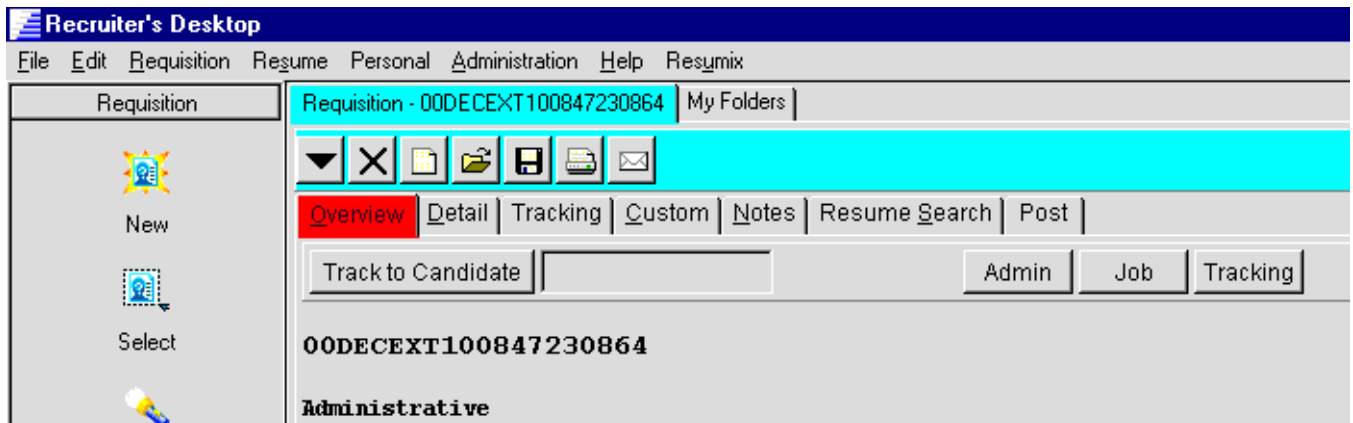 Recruiter's Desktop
File Edit Requisition Resume Personal Administration Help Resumix
Requisition
Requisition - 00DECEXT100847230864 My Folders
New
Overview Detail Tracking Custom Notes Resume Search Post
Track to Candidate Admin Job Tracking
Select
00DECEXT100847230864
Administrative